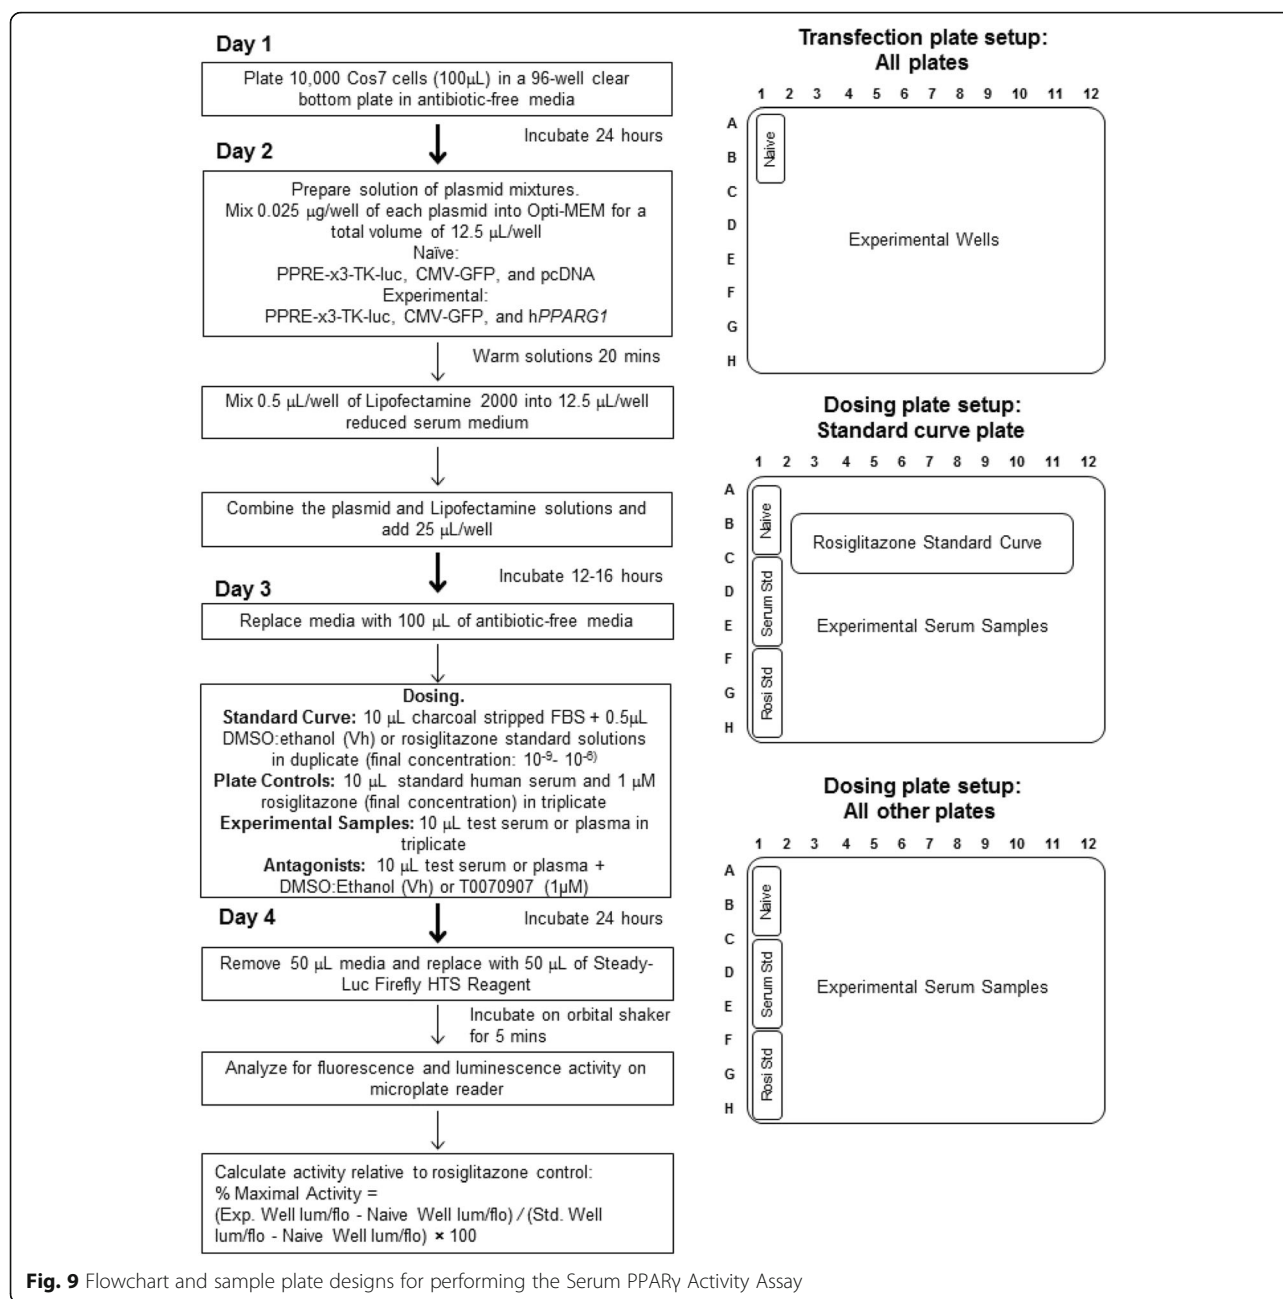 Day 1
Plate 10,000 Cos7 cells (100μL) in a 96-well clear
bottom plate in antibiotic-free media
Incubate 24 hours
Day 2
Prepare solution of plasmid mixtures.
Mix 0.025 μg/well of each plasmid into Opti-MEM for a
total volume of 12.5 μL/well
Naïve:
PPRE-x3-TK-luc, CMV-GFP, and pcDNA
Experimental:
PPRE-x3-TK-luc, CMV-GFP, and hPPARG1
Warm solutions 20 mins
Mix 0.5 μL/well of Lipofectamine 2000 into 12.5 μL/well
reduced serum medium
Combine the plasmid and Lipofectamine solutions and
add 25 μL/well
Incubate 12-16 hours
Day 3
Replace media with 100 μL of antibiotic-free media
Dosing.
Standard Curve: 10 μL charcoal stripped FBS + 0.5μL
DMSO:ethanol (Vh) or rosiglitazone standard solutions
in duplicate (final concentration: 10⁻⁹- 10⁻⁶)
Plate Controls: 10 μL standard human serum and 1 μM
rosiglitazone (final concentration) in triplicate
Experimental Samples: 10 μL test serum or plasma in
triplicate
Antagonists: 10 μL test serum or plasma +
DMSO:Ethanol (Vh) or T0070907 (1μM)
Day 4
Incubate 24 hours
Remove 50 μL media and replace with 50 μL of Steady-
Luc Firefly HTS Reagent
Incubate on orbital shaker
for 5 mins
Analyze for fluorescence and luminescence activity on
microplate reader
Calculate activity relative to rosiglitazone control:
% Maximal Activity =
(Exp. Well lum/flo - Naive Well lum/flo) / (Std. Well
lum/flo - Naive Well lum/flo) × 100
Transfection plate setup:
All plates
1 2 3 4 5 6 7 8 9 10 11 12
A
B
C
D
E
F
G
H
Naive
Experimental Wells
Dosing plate setup:
Standard curve plate
1 2 3 4 5 6 7 8 9 10 11 12
A
B
C
D
E
F
G
H
Naive
Serum Std
Rosi Std
Rosiglitazone Standard Curve
Experimental Serum Samples
Dosing plate setup:
All other plates
1 2 3 4 5 6 7 8 9 10 11 12
A
B
C
D
E
F
G
H
Naive
Serum Std
Rosi Std
Experimental Serum Samples
Fig. 9 Flowchart and sample plate designs for performing the Serum PPARγ Activity Assay